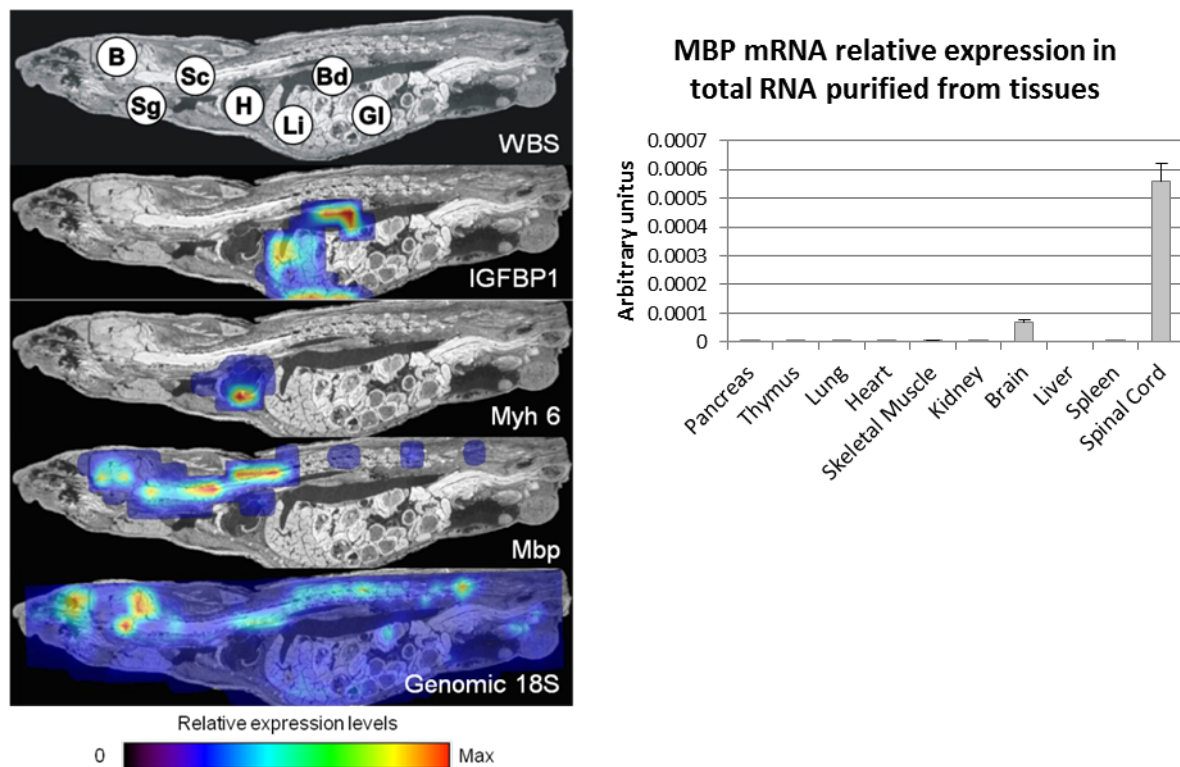 B
Sc
Bd
Sg
H
Li
GI
WBS
IGFBP1
Myh 6
Mbp
Genomic 18S
Relative expression levels
0 Max
MBP mRNA relative expression in
total RNA purified from tissues
Arbitrary unitus
0.0007
0.0006
0.0005
0.0004
0.0003
0.0002
0.0001
0
Pancreas
Thymus
Lung
Heart
Skeletal Muscle
Kidney
Brain
Liver
Spleen
Spinal Cord